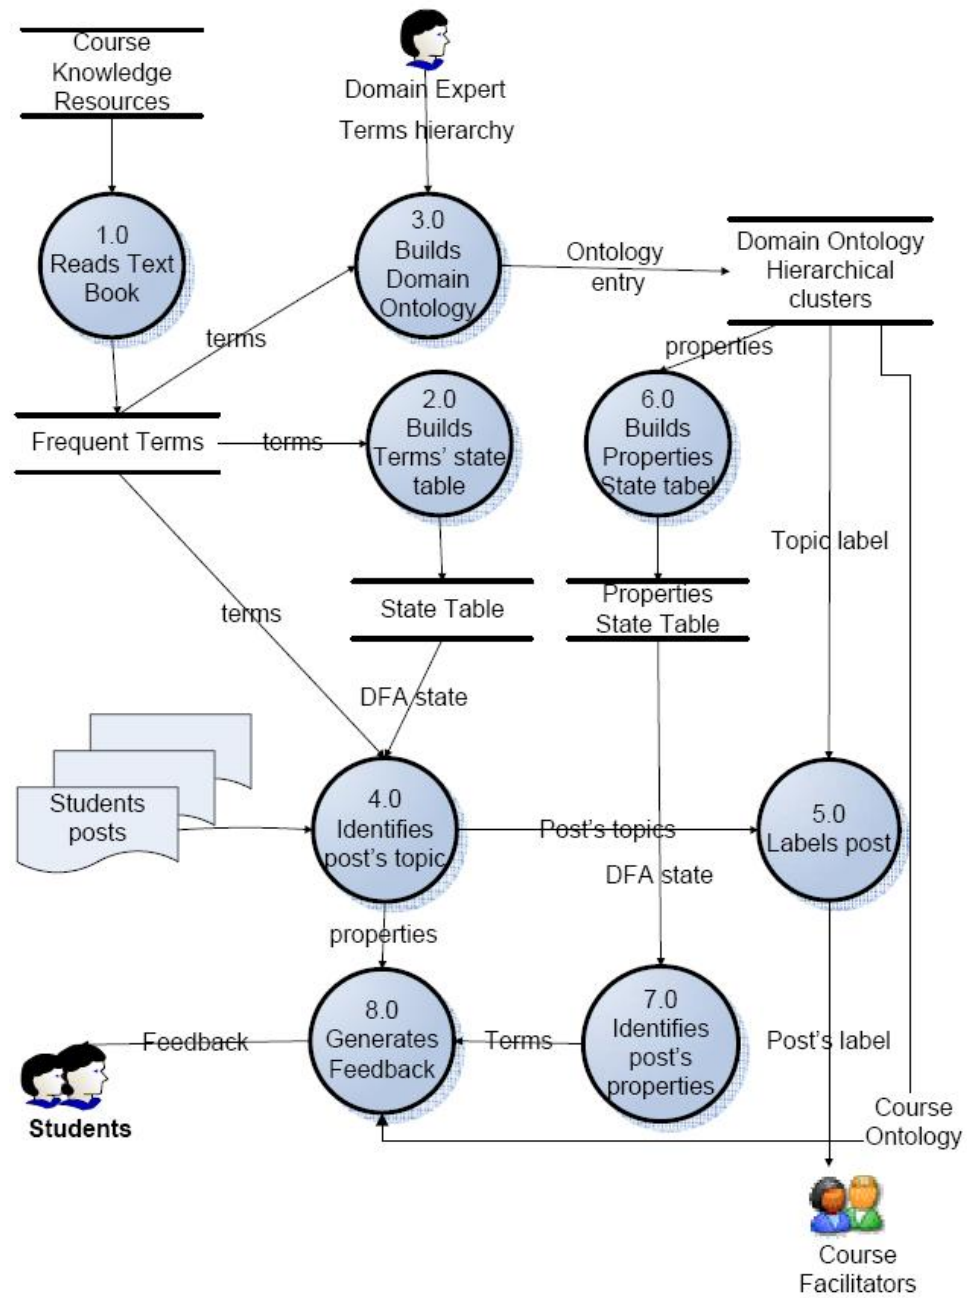 Course
Knowledge
Resources
Domain Expert
Terms hierarchy
1.0
Reads Text
Book
3.0
Builds
Domain
Ontology
Ontology
entry
Domain Ontology
Hierarchical
clusters
terms
properties
Frequent Terms
terms
2.0
Builds
Terms' state
table
6.0
Builds
Properties
State tabel
Topic label
terms
State Table
Properties
State Table
DFA state
Students
posts
4.0
Identifies
post's topic
Post's topics
5.0
Labels post
DFA state
properties
8.0
Generates
Feedback
Feedback
Terms
7.0
Identifies
post's
properties
Post's label
Students
Course
Ontology
Course
Facilitators